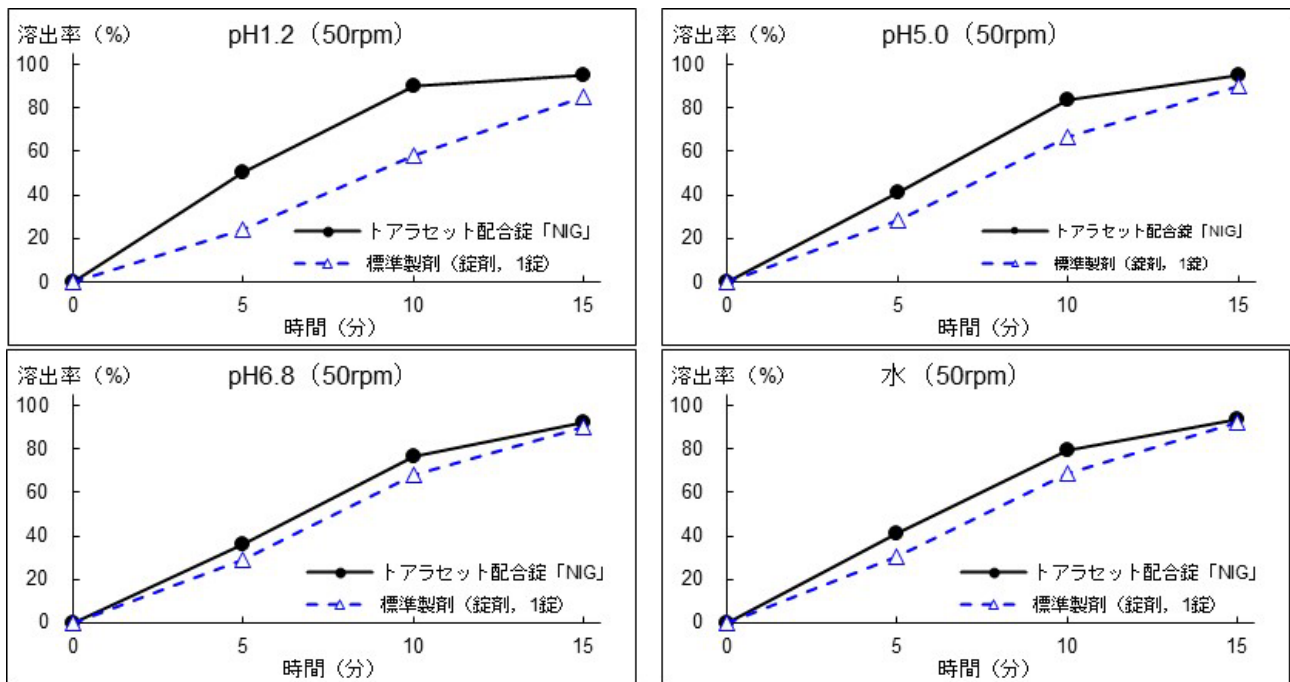 溶出率（%） pH1.2（50rpm）
100
80
60
40
20
0
0 5 10 15
時間（分）
トアラセット配合錠「NIG」
標準製剤（錠剤，1錠）
溶出率（%） pH5.0（50rpm）
100
80
60
40
20
0
0 5 10 15
時間（分）
トアラセット配合錠「NIG」
標準製剤（錠剤，1錠）
溶出率（%） pH6.8（50rpm）
100
80
60
40
20
0
0 5 10 15
時間（分）
トアラセット配合錠「NIG」
標準製剤（錠剤，1錠）
溶出率（%） 水（50rpm）
100
80
60
40
20
0
0 5 10 15
時間（分）
トアラセット配合錠「NIG」
標準製剤（錠剤，1錠）